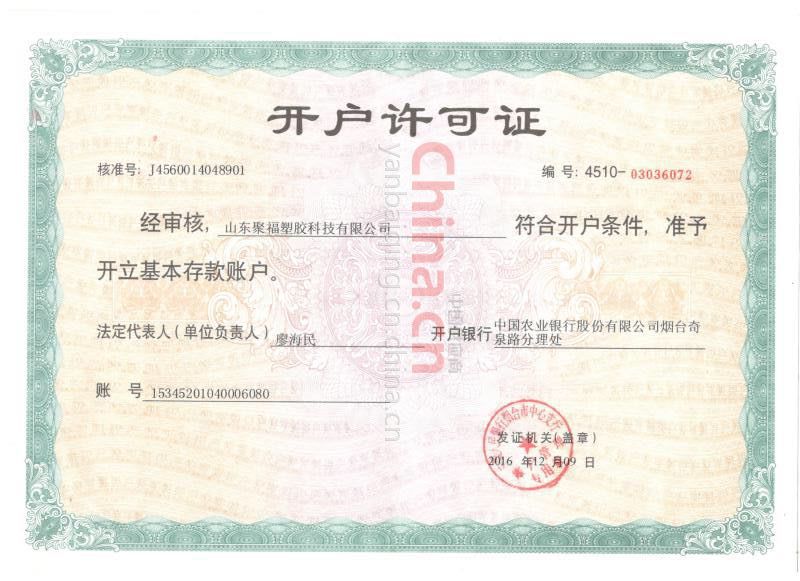 开户许可证
核准号: J4560014048901
编 号: 4510-03036072
经审核, 山东聚福塑胶科技有限公司 符合开户条件, 准予
开立基本存款账户。
法定代表人(单位负责人) 廖海民
开户银行 中国农业银行股份有限公司烟台奇
泉路分理处
账 号 15345201040006080
发证机关(盖章)
2016 年12 月09 日
china.cn
yanbaqing.cn.china.cn